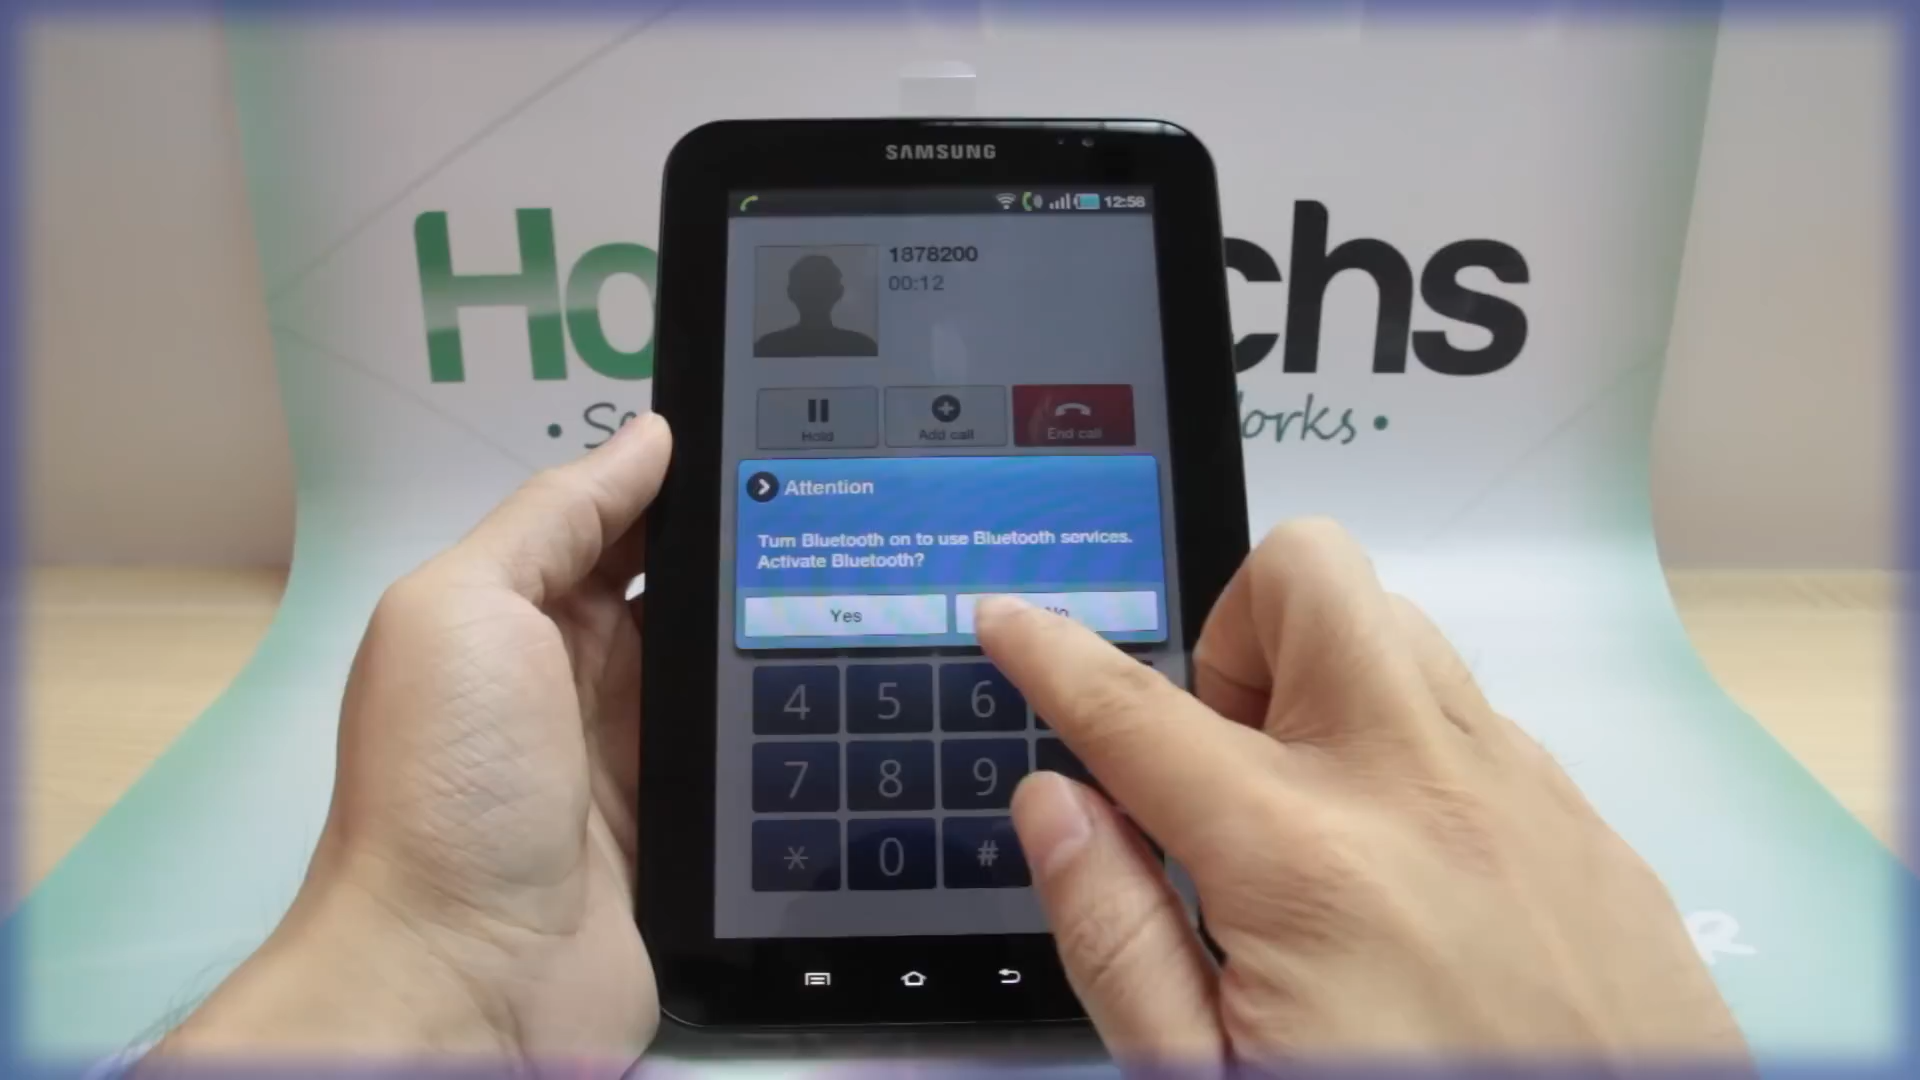 SAMSUNG
12:58
1878200
00:12
Hold
Add call
End call
Attention
Turn Bluetooth on to use Bluetooth services.
Activate Bluetooth?
Yes
No
4 5 6
7 8 9
* 0 #
Ho
chs
• S
orks •